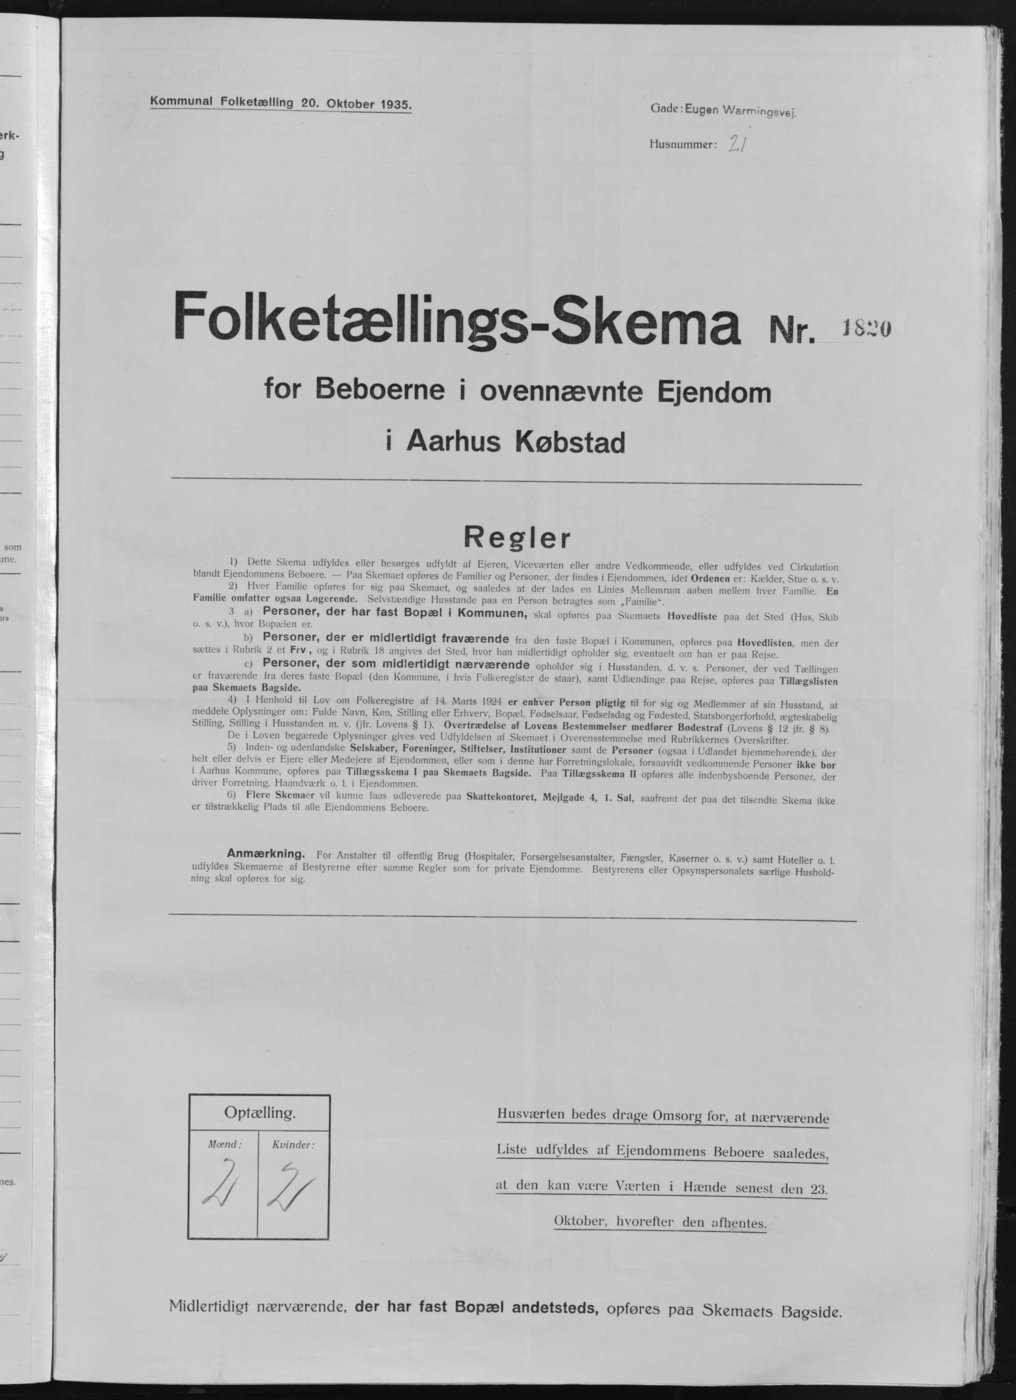 Kommunal Folketælling 20. Oktober 1935.
Gade: Eugen Warmingsvej.
Husnummer: 21
Folketællings-Skema Nr. 1820
for Beboerne i ovennævnte Ejendom
i Aarhus Købstad
Regler
1) Dette Skema udfyldes eller besørges udfyldt af Ejeren, Viceværten eller andre Vedkommende, eller udfyldes ved Cirkulation
blandt Ejendommens Beboere. — Paa Skemaet opføres de Familier og Personer, der findes i Ejendommen, idet Ordenen er: Kælder, Stue o. s. v.
2) Hver Familie opføres for sig paa Skemaet, og saaledes at der lades en Linies Mellemrum aaben mellem hver Familie. En
Familie omfatter ogsaa Logerende. Selvstændige Husstande paa en Person betragtes som „Familie“.
3 a) Personer, der har fast Bopæl i Kommunen, skal opføres paa Skemaets Hovedliste paa det Sted (Hus, Skib
o. s. v.), hvor Bopælen er.
b) Personer, der er midlertidigt fraværende fra den faste Bopæl i Kommunen, opføres paa Hovedlisten, men der
sættes i Rubrik 2 et Frv., og i Rubrik 18 angives det Sted, hvor han midlertidigt opholder sig, eventuelt om han er paa Rejse.
c) Personer, der som midlertidigt nærværende opholder sig i Husstanden, d. v. s. Personer, der ved Tællingen
er fraværende fra deres faste Bopæl (den Kommune, i hvis Folkeregister de staar), samt Udlændinge paa Rejse, opføres paa Tillægslisten
paa Skemaets Bagside.
4) I Henhold til Lov om Folkeregistre af 14. Marts 1924 er enhver Person pligtig til for sig og Medlemmer af sin Husstand, at
meddele Oplysninger om: Fulde Navn, Køn, Stilling eller Erhverv, Bopæl, Fødselsaar, Fødselsdag og Fødested, Statsborgerforhold, ægteskabelig
Stilling, Stilling i Husstanden m. v. (jfr. Lovens § 1). Overtrædelse af Lovens Bestemmelser medfører Bødestraf (Lovens § 12 jfr. § 8).
De i Loven begærede Oplysninger gives ved Udfyldelsen af Skemaet i Overensstemmelse med Rubrikkernes Overskrifter.
5) Inden- og udenlandske Selskaber, Foreninger, Stiftelser, Institutioner samt de Personer (ogsaa i Udlandet hjemmehørende), der
helt eller delvis er Ejere eller Medejere af Ejendommen, eller som i denne har Forretningslokale, forsaavidt vedkommende Personer ikke bor
i Aarhus Kommune, opføres paa Tillægsskema I paa Skemaets Bagside. Paa Tillægsskema II opføres alle indenbysboende Personer, der
driver Forretning, Haandværk o. l. i Ejendommen.
6) Flere Skemaer vil kunne faas udleverede paa Skattekontoret, Mejlgade 4, 1. Sal, saafremt der paa det tilsendte Skema ikke
er tilstrækkelig Plads til alle Ejendommens Beboere.
Anmærkning. For Anstalter til offentlig Brug (Hospitaler, Forsørgelsesanstalter, Fængsler, Kaserner o. s. v.) samt Hoteller o. l.
udfyldes Skemaerne af Bestyrerne efter samme Regler som for private Ejendomme. Bestyrerens eller Opsynspersonalets særlige Hushold-
ning skal opføres for sig.
Optælling.
Mænd: Kvinder:
2 2
Husværten bedes drage Omsorg for, at nærværende
Liste udfyldes af Ejendommens Beboere saaledes,
at den kan være Værten i Hænde senest den 23.
Oktober, hvorefter den afhentes.
Midlertidigt nærværende, der har fast Bopæl andetsteds, opføres paa Skemaets Bagside.